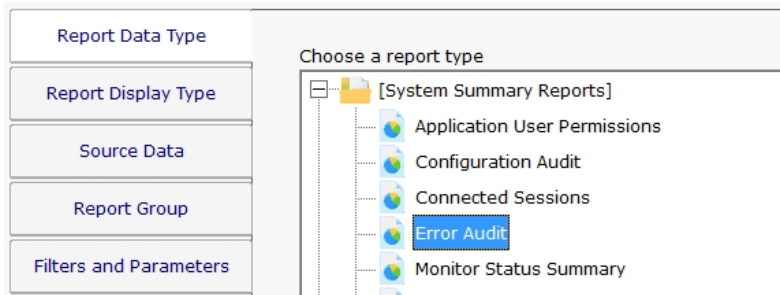 Report Data Type
Report Display Type
Source Data
Report Group
Filters and Parameters
Choose a report type
[System Summary Reports]
Application User Permissions
Configuration Audit
Connected Sessions
Error Audit
Monitor Status Summary